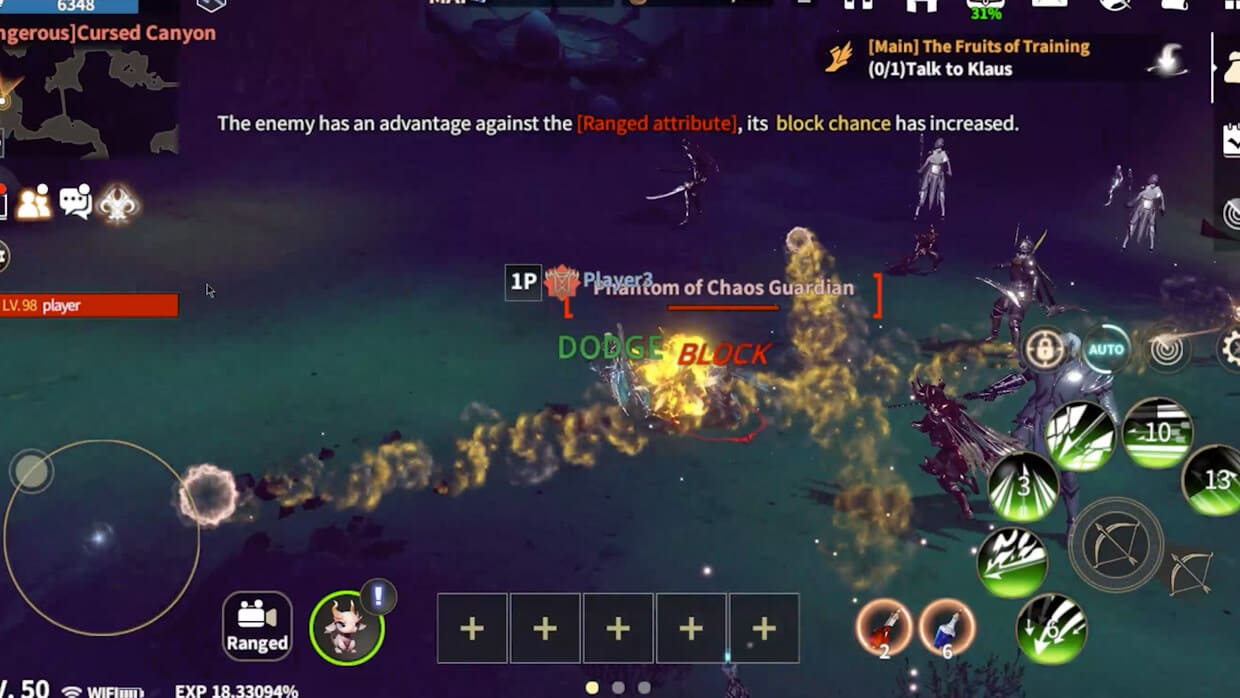 6348
ngerous]Cursed Canyon
31%
[Main] The Fruits of Training
(0/1)Talk to Klaus
The enemy has an advantage against the [Ranged attribute], its block chance has increased.
LV.98 player
1P
Player3
Phantom of Chaos Guardian
DODGE
BLOCK
AUTO
10
3
13
6
Ranged
!
+ + + + +
2
6
V. 50
WIFI
EXP 18.33094%